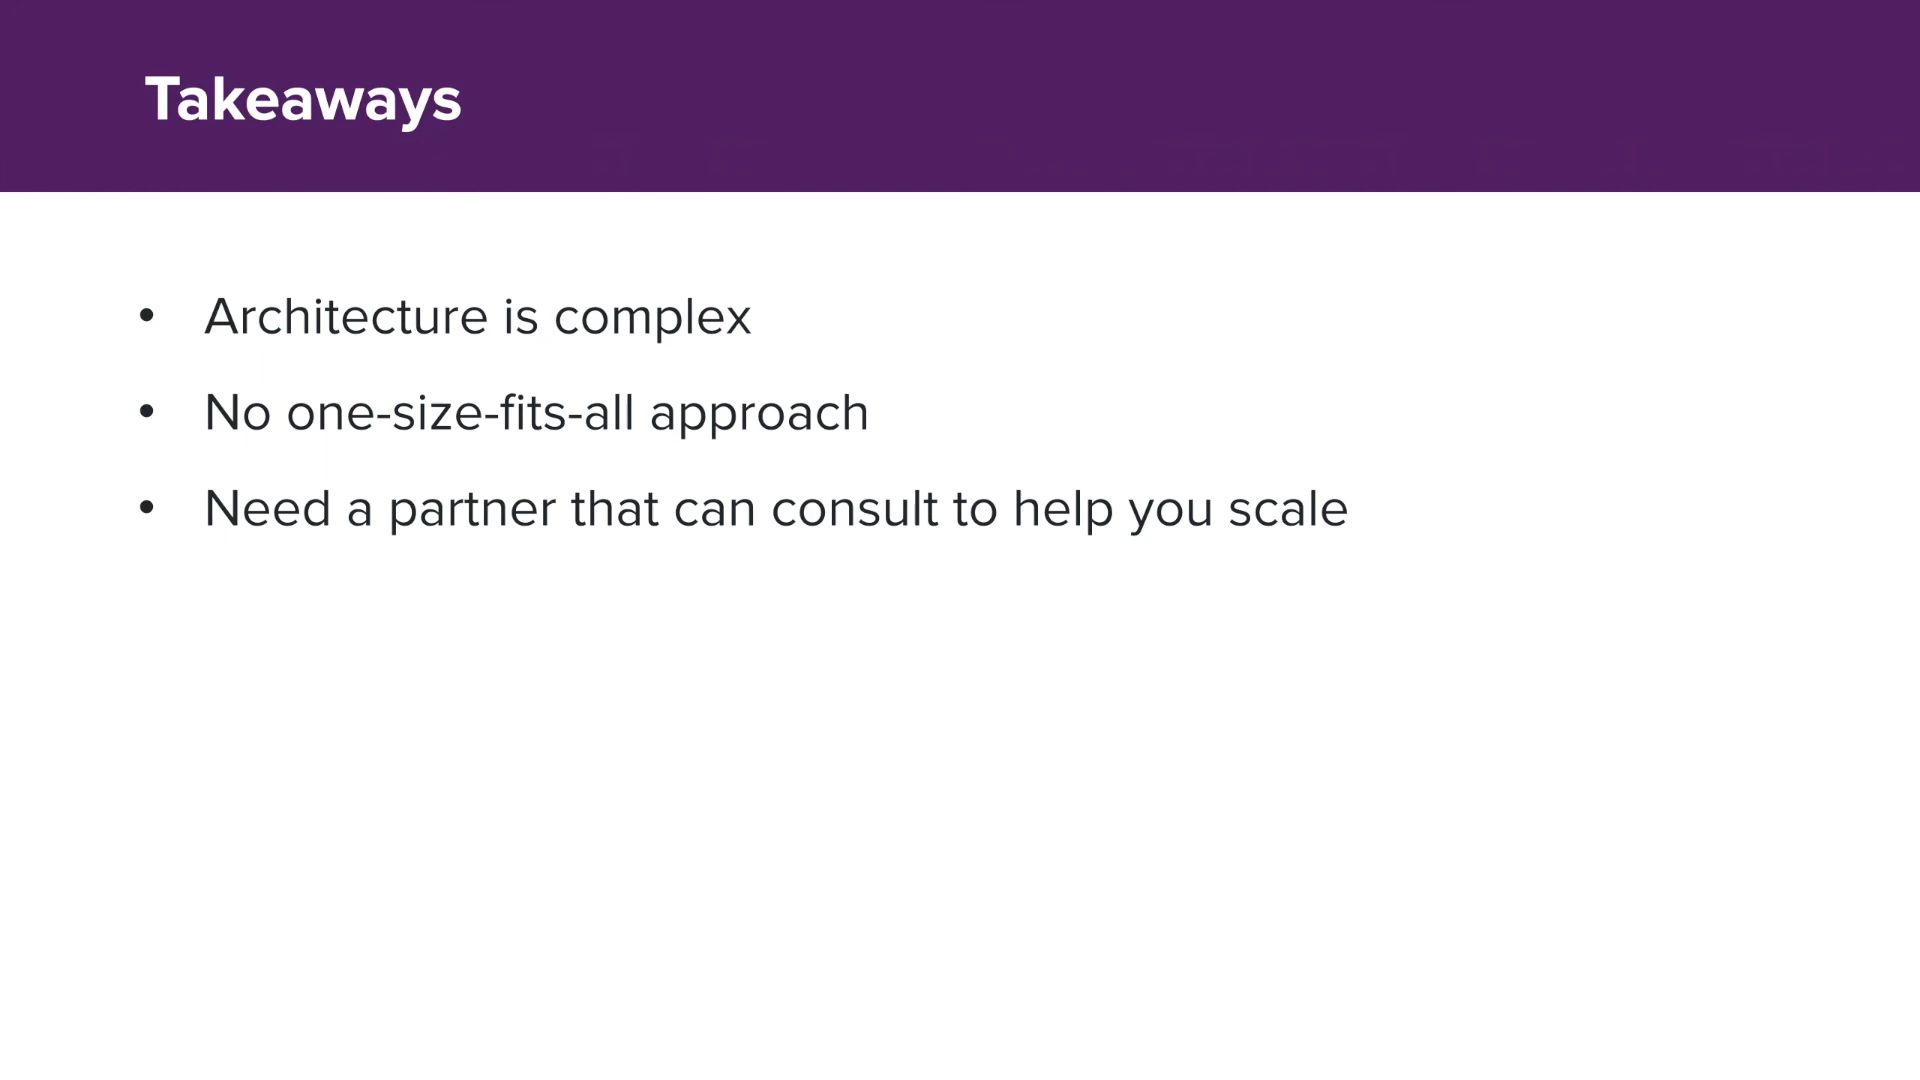 Takeaways
• Architecture is complex
• No one-size-fits-all approach
• Need a partner that can consult to help you scale